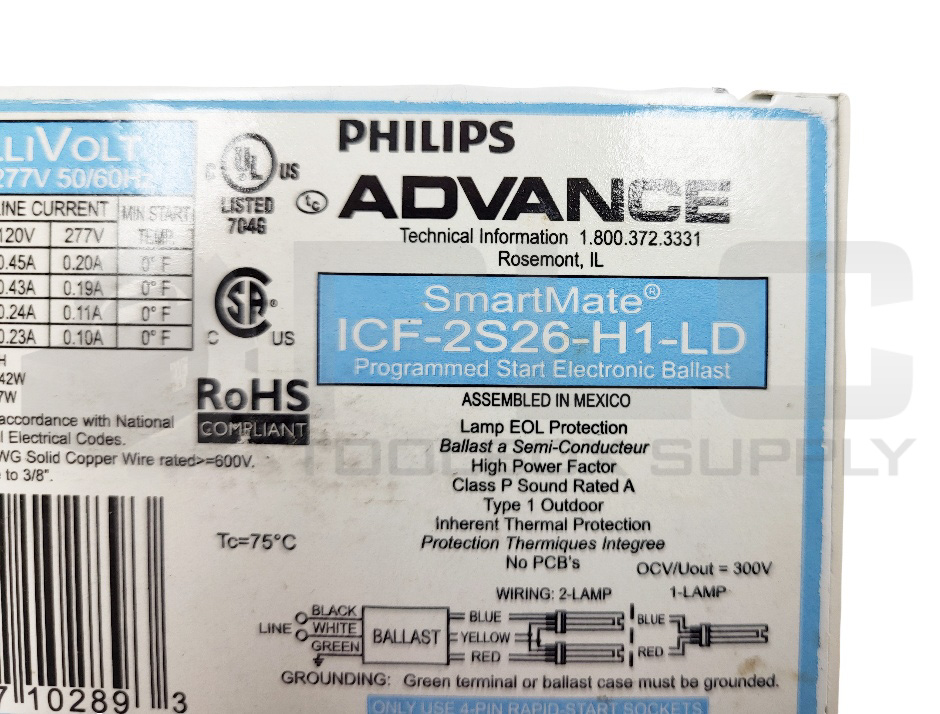 LLIVOLT
277V 50/60Hz
LINE CURRENT MIN START
120V 277V TEMP.
0.45A 0.20A 0° F
0.43A 0.19A 0° F
0.24A 0.11A 0° F
0.23A 0.10A 0° F
H
42W
7W
accordance with National
l Electrical Codes.
WG Solid Copper Wire rated>=600V.
e to 3/8".
C UL US
LISTED
7046
SA
C US
RoHS
COMPLIANT
Tc=75°C
PHILIPS
ADVANCE
Technical Information 1.800.372.3331
Rosemont, IL
SmartMate®
ICF-2S26-H1-LD
Programmed Start Electronic Ballast
ASSEMBLED IN MEXICO
Lamp EOL Protection
Ballast a Semi-Conducteur
High Power Factor
Class P Sound Rated A
Type 1 Outdoor
Inherent Thermal Protection
Protection Thermiques Integree
No PCB's
OCV/Uout = 300V
WIRING: 2-LAMP 1-LAMP
LINE
BLACK
WHITE
GREEN
BALLAST
BLUE
YELLOW
RED
BLUE
RED
GROUNDING: Green terminal or ballast case must be grounded.
ONLY USE 4-PIN RAPID-START SOCKETS
7 10289 3
TOOL SUPPLY